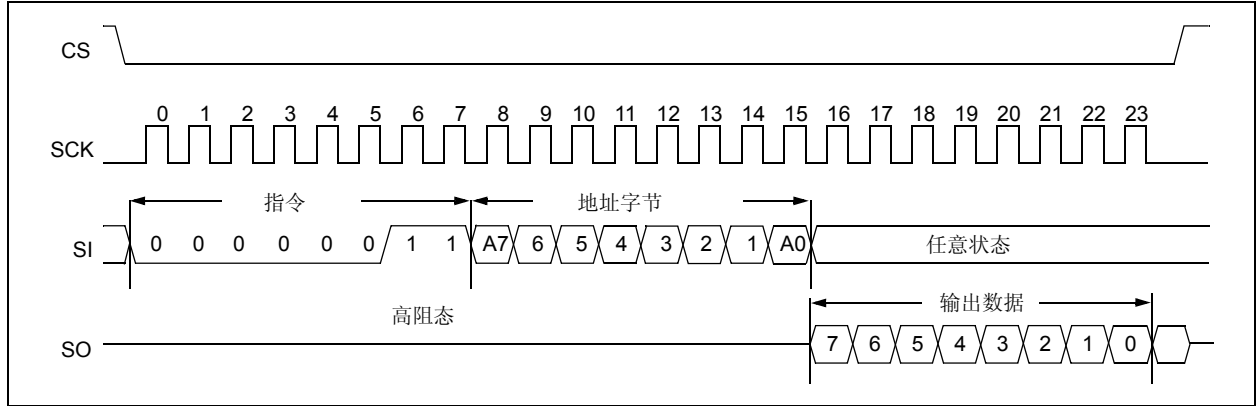 CS
0 1 2 3 4 5 6 7 8 9 10 11 12 13 14 15 16 17 18 19 20 21 22 23
SCK
指令 地址字节
SI 0 0 0 0 0 0 1 1 A7 6 5 4 3 2 1 A0 任意状态
高阻态 输出数据
SO 7 6 5 4 3 2 1 0